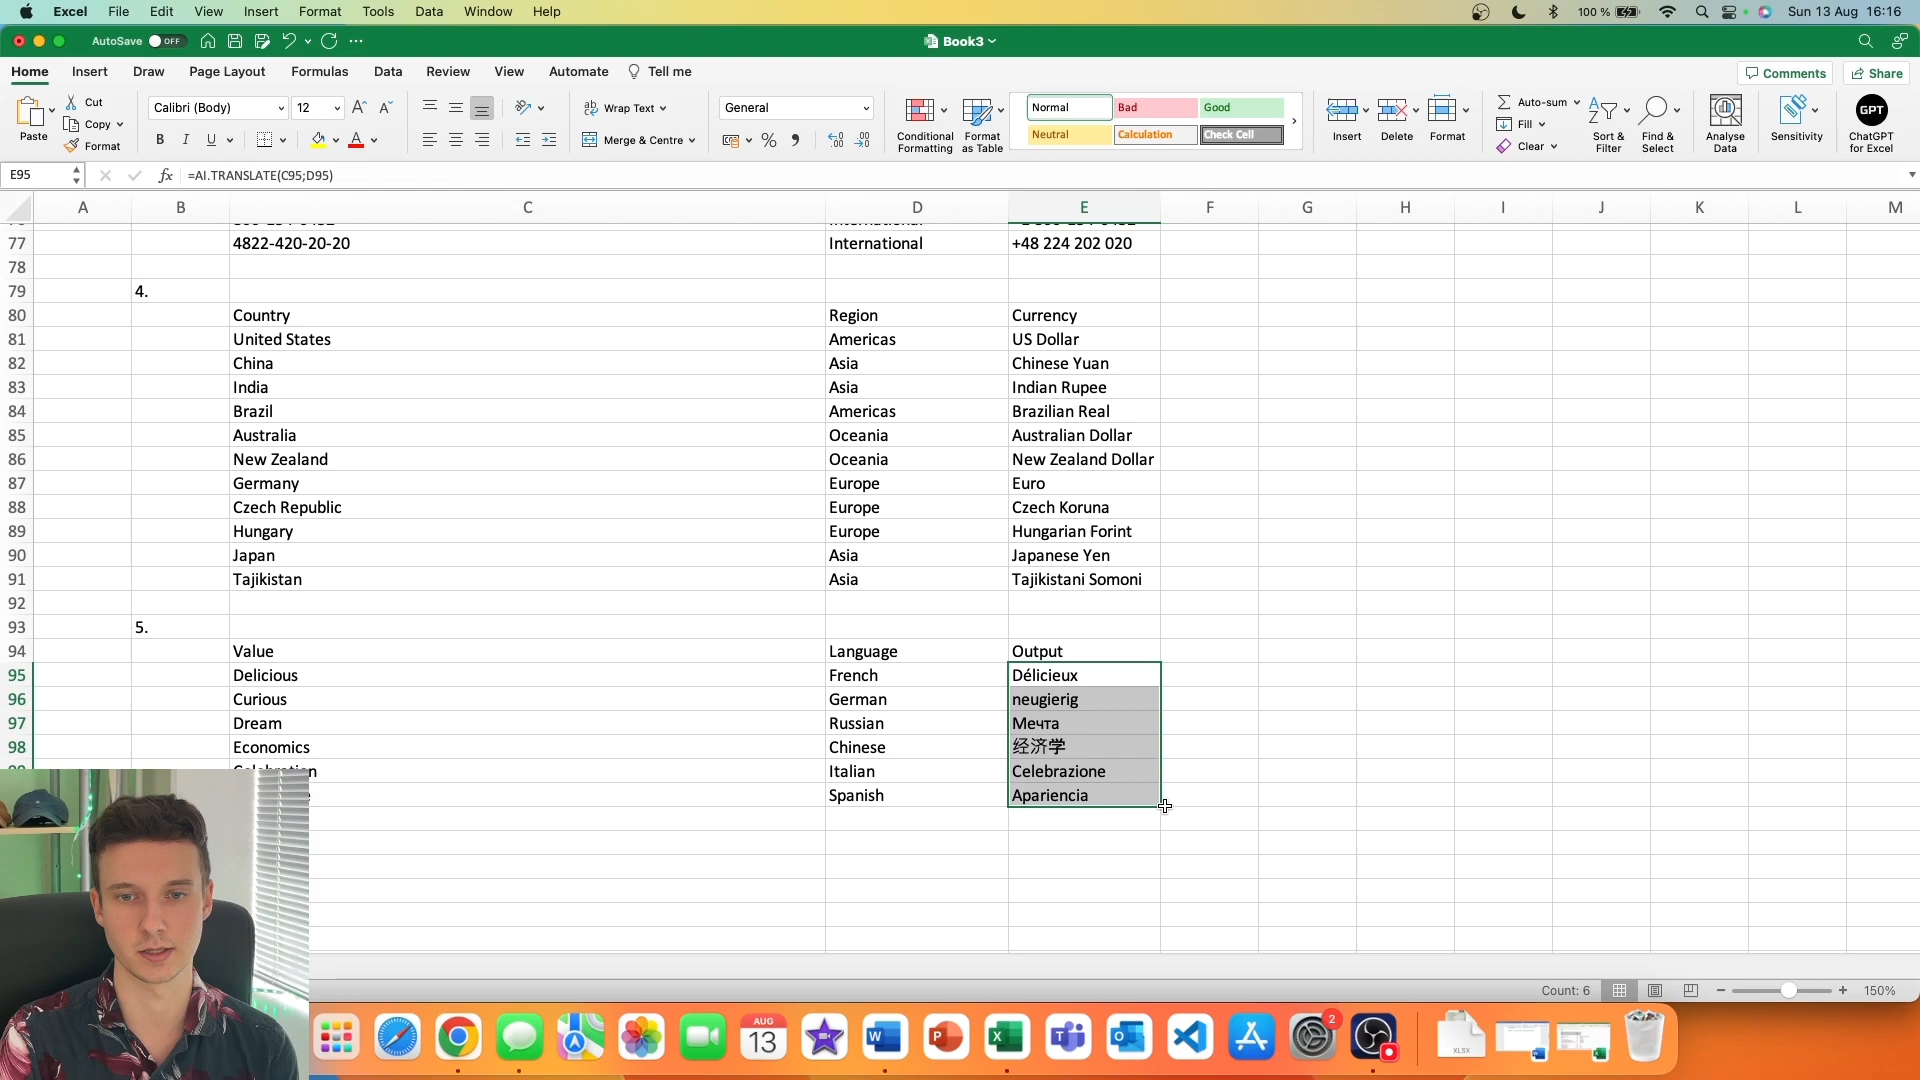 Excel File Edit View Insert Format Tools Data Window Help 100 % Sun 13 Aug 16:16
AutoSave OFF Book3
Home Insert Draw Page Layout Formulas Data Review View Automate Tell me Comments Share
Paste Cut Copy Format
Calibri (Body) 12
B I U
Wrap Text
Merge & Centre
General
Conditional Formatting
Format as Table
Normal Bad Good
Neutral Calculation Check Cell
Insert Delete Format
Auto-sum
Fill
Clear
Sort & Filter
Find & Select
Analyse Data
Sensitivity
GPT
ChatGPT for Excel
E95 fx =AI.TRANSLATE(C95;D95)
A B C D E F G H I J K L M
77 4822-420-20-20 International +48 224 202 020
78
79 4.
80 Country Region Currency
81 United States Americas US Dollar
82 China Asia Chinese Yuan
83 India Asia Indian Rupee
84 Brazil Americas Brazilian Real
85 Australia Oceania Australian Dollar
86 New Zealand Oceania New Zealand Dollar
87 Germany Europe Euro
88 Czech Republic Europe Czech Koruna
89 Hungary Europe Hungarian Forint
90 Japan Asia Japanese Yen
91 Tajikistan Asia Tajikistani Somoni
92
93 5.
94 Value Language Output
95 Delicious French Délicieux
96 Curious German neugierig
97 Dream Russian Мечта
98 Economics Chinese 经济学
Italian Celebrazione
Spanish Apariencia
Count: 6 150%
AUG
13
2
XLSX